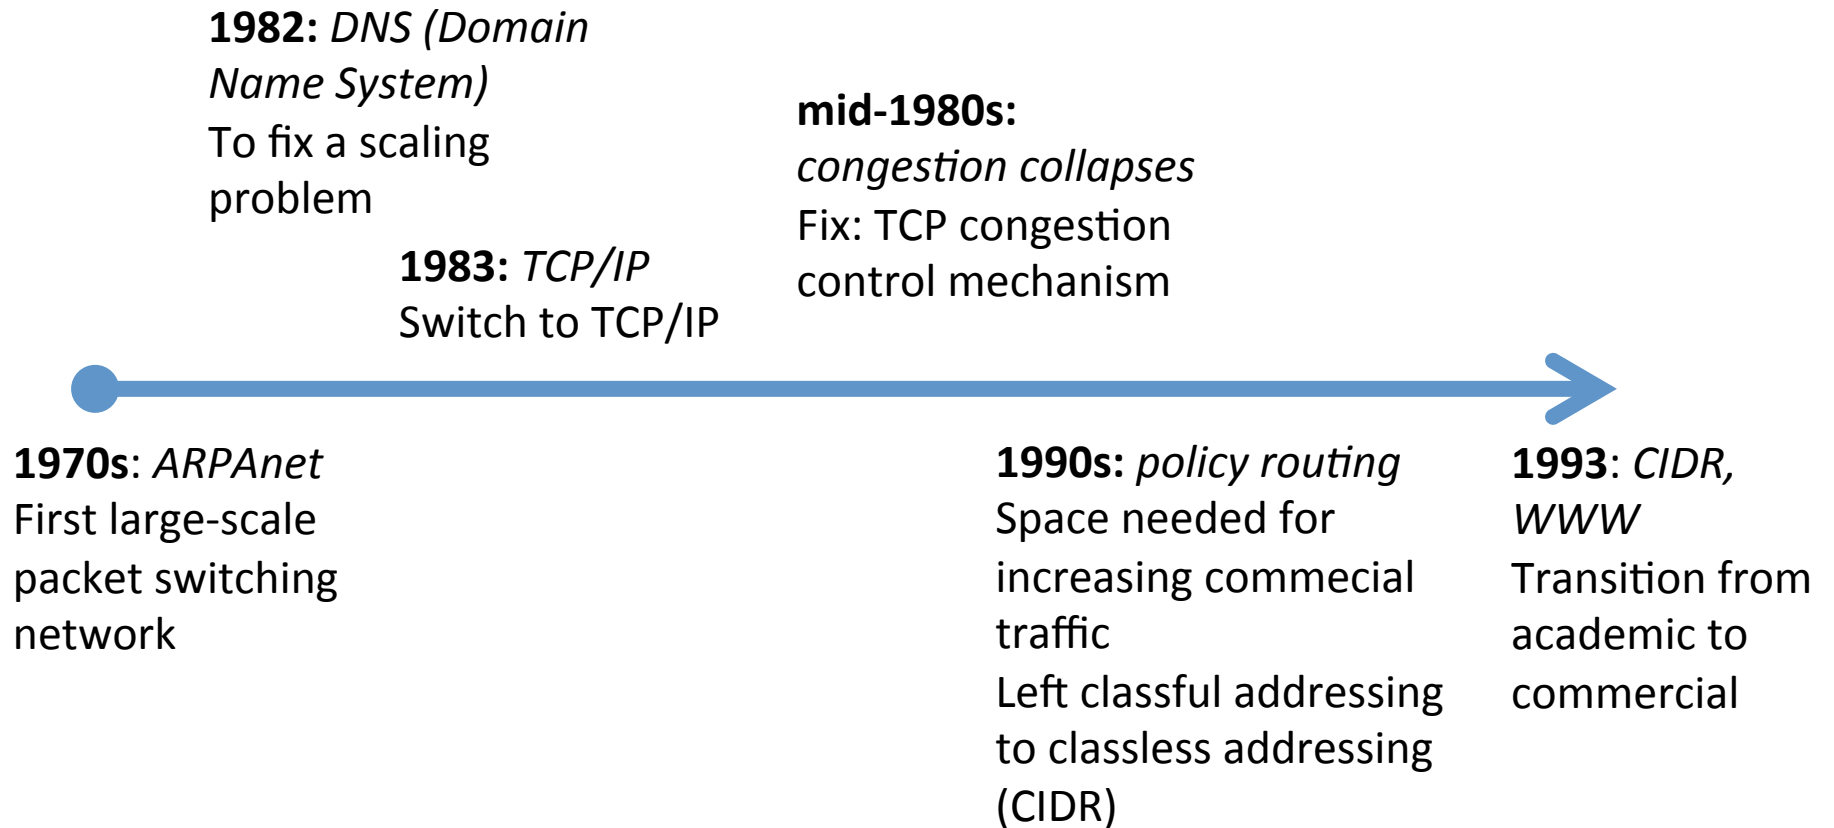 1982: DNS (Domain
Name System)
To fix a scaling
problem
1983: TCP/IP
Switch to TCP/IP
mid-1980s:
congestion collapses
Fix: TCP congestion
control mechanism
1970s: ARPAnet
First large-scale
packet switching
network
1990s: policy routing
Space needed for
increasing commecial
traffic
Left classful addressing
to classless addressing
(CIDR)
1993: CIDR,
WWW
Transition from
academic to
commercial